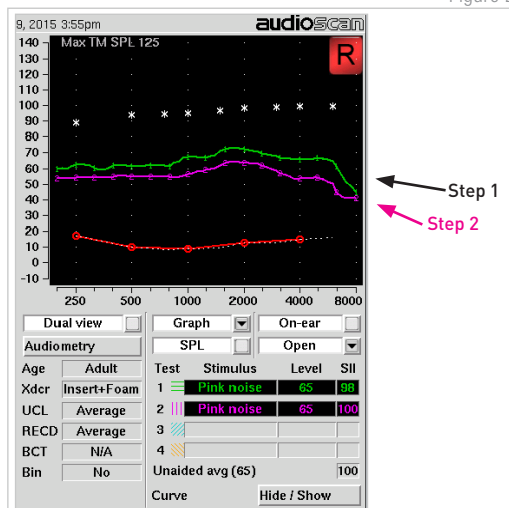 9, 2015 3:55pm
audioscan
Max TM SPL 125
R
140
130
120
110
100
90
80
70
60
50
40
30
20
10
0
-10
250 500 1000 2000 4000 8000
Step 1
Step 2
Dual view
Graph
On-ear
Audiometry
SPL
Open
Age Adult
Xdcr Insert+Foam
UCL Average
RECD Average
BCT N/A
Bin No
Test Stimulus Level SII
1 Pink noise 65 98
2 Pink noise 65 100
3
4
Unaided avg (65) 100
Curve Hide / Show